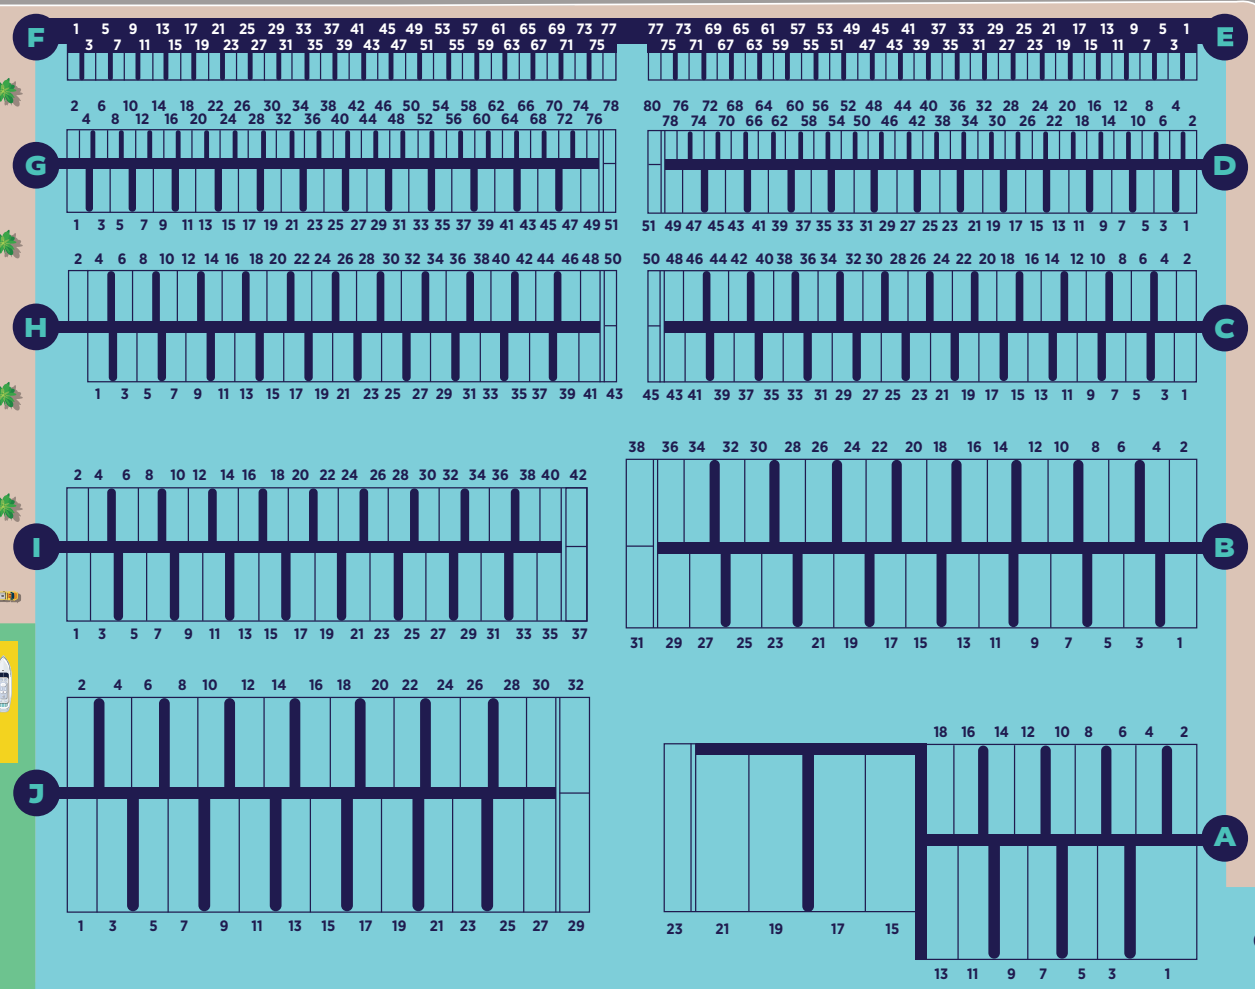 F
1 5 9 13 17 21 25 29 33 37 41 45 49 53 57 61 65 69 73 77
3 7 11 15 19 23 27 31 35 39 43 47 51 55 59 63 67 71 75
77 73 69 65 61 57 53 49 45 41 37 33 29 25 21 17 13 9 5 1
75 71 67 63 59 55 51 47 43 39 35 31 27 23 19 15 11 7 3
E
2 6 10 14 18 22 26 30 34 38 42 46 50 54 58 62 66 70 74 78
4 8 12 16 20 24 28 32 36 40 44 48 52 56 60 64 68 72 76
G
1 3 5 7 9 11 13 15 17 19 21 23 25 27 29 31 33 35 37 39 41 43 45 47 49 51
80 76 72 68 64 60 56 52 48 44 40 36 32 28 24 20 16 12 8 4
78 74 70 66 62 58 54 50 46 42 38 34 30 26 22 18 14 10 6 2
D
51 49 47 45 43 41 39 37 35 33 31 29 27 25 23 21 19 17 15 13 11 9 7 5 3 1
2 4 6 8 10 12 14 16 18 20 22 24 26 28 30 32 34 36 38 40 42 44 46 48 50
H
1 3 5 7 9 11 13 15 17 19 21 23 25 27 29 31 33 35 37 39 41 43
50 48 46 44 42 40 38 36 34 32 30 28 26 24 22 20 18 16 14 12 10 8 6 4 2
C
45 43 41 39 37 35 33 31 29 27 25 23 21 19 17 15 13 11 9 7 5 3 1
2 4 6 8 10 12 14 16 18 20 22 24 26 28 30 32 34 36 38 40 42
I
1 3 5 7 9 11 13 15 17 19 21 23 25 27 29 31 33 35 37
38 36 34 32 30 28 26 24 22 20 18 16 14 12 10 8 6 4 2
B
31 29 27 25 23 21 19 17 15 13 11 9 7 5 3 1
2 4 6 8 10 12 14 16 18 20 22 24 26 28 30 32
J
1 3 5 7 9 11 13 15 17 19 21 23 25 27 29
18 16 14 12 10 8 6 4 2
A
23 21 19 17 15
13 11 9 7 5 3 1